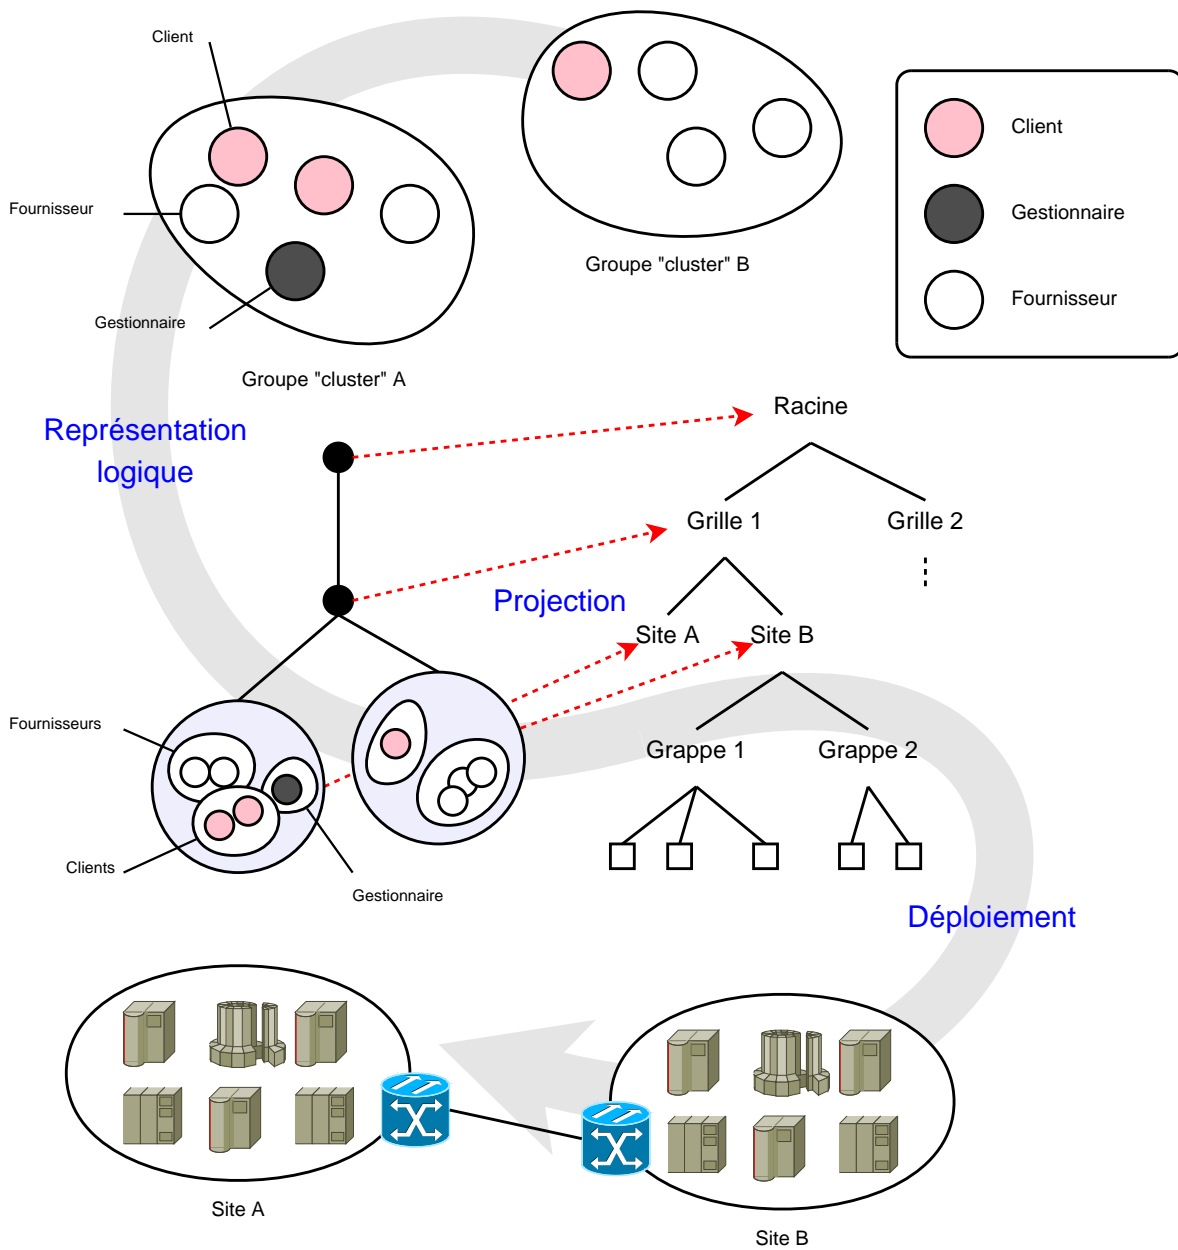 Client
Fournisseur
Gestionnaire
Groupe "cluster" A
Groupe "cluster" B
Client
Gestionnaire
Fournisseur
Représentation
logique
Racine
Grille 1
Grille 2
Projection
Site A
Site B
Fournisseurs
Grappe 1
Grappe 2
Clients
Gestionnaire
Déploiement
Site A
Site B